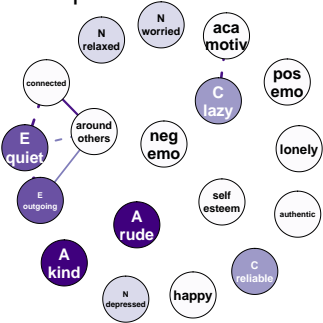 N
relaxed
N
worried
aca
motiv
connected
pos
emo
C
lazy
around
others
E
quiet
neg
emo
lonely
E
outgoing
self
esteem
authentic
A
rude
A
kind
C
reliable
N
depressed
happy